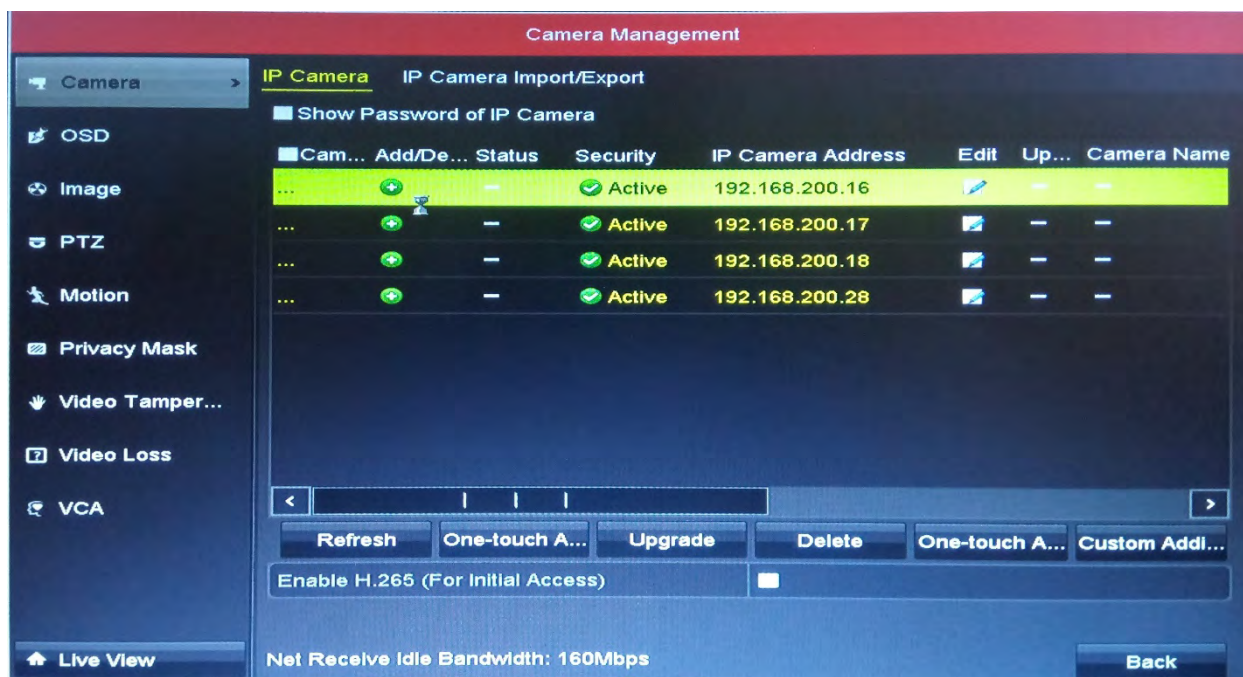 Camera Management
Camera >
IP Camera IP Camera Import/Export
Show Password of IP Camera
OSD
Cam... Add/De... Status Security IP Camera Address Edit Up... Camera Name
Image
... – Active 192.168.200.16 – –
PTZ
... – Active 192.168.200.17 – –
... – Active 192.168.200.18 – –
Motion
... – Active 192.168.200.28 – –
Privacy Mask
Video Tamper...
Video Loss
VCA
< >
Refresh One-touch A... Upgrade Delete One-touch A... Custom Addi...
Enable H.265 (For Initial Access)
Live View
Net Receive Idle Bandwidth: 160Mbps
Back